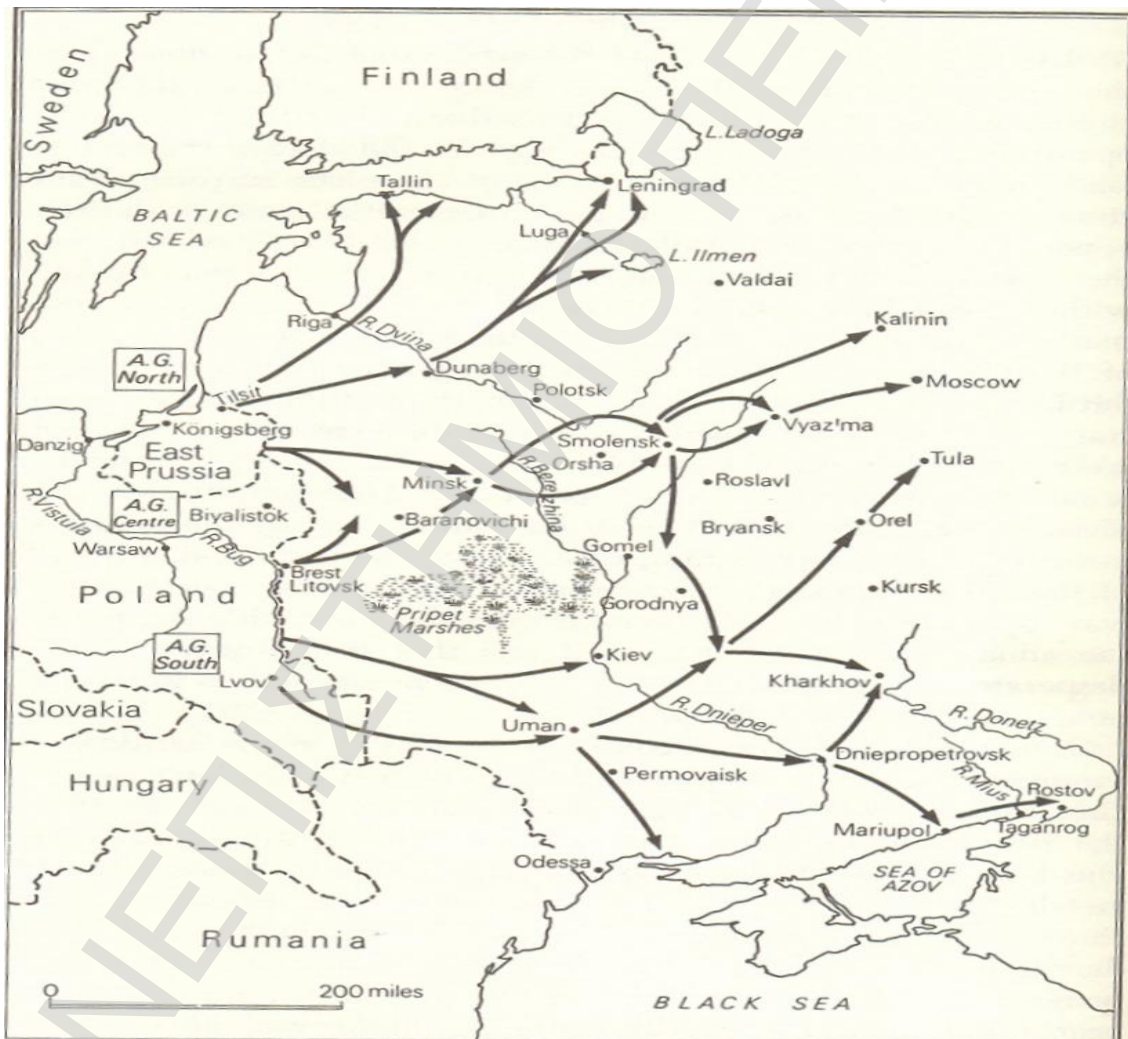 Sweden
Finland
L.Ladoga
Tallin
Leningrad
BALTIC
SEA
Luga
L.Ilmen
Valdai
Riga
R.Dvina
Kalinin
A.G.
North
Dunaberg
Moscow
Tilsit
Polotsk
Vyaz'ma
Danzig
Königsberg
Smolensk
East
Prussia
Orsha
Tula
Minsk
R.Berezhina
Roslavl
R.Vistula
A.G.
Centre
Biyalistok
Baranovichi
Bryansk
Orel
Warsaw
R.Bug
Gomel
Brest
Litovsk
Kursk
Poland
Pripet
Marshes
Gorodnya
A.G.
South
Kiev
Lvov
Kharkhov
Slovakia
R.Dnieper
R.Donetz
Uman
Dniepropetrovsk
Hungary
Permovaisk
R.Mius
Rostov
Mariupol
Taganrog
Odessa
SEA OF
AZOV
Rumania
0 200 miles
BLACK SEA
ΝΕΠΙΣΤΗΜΙΟ ΠΕΙ